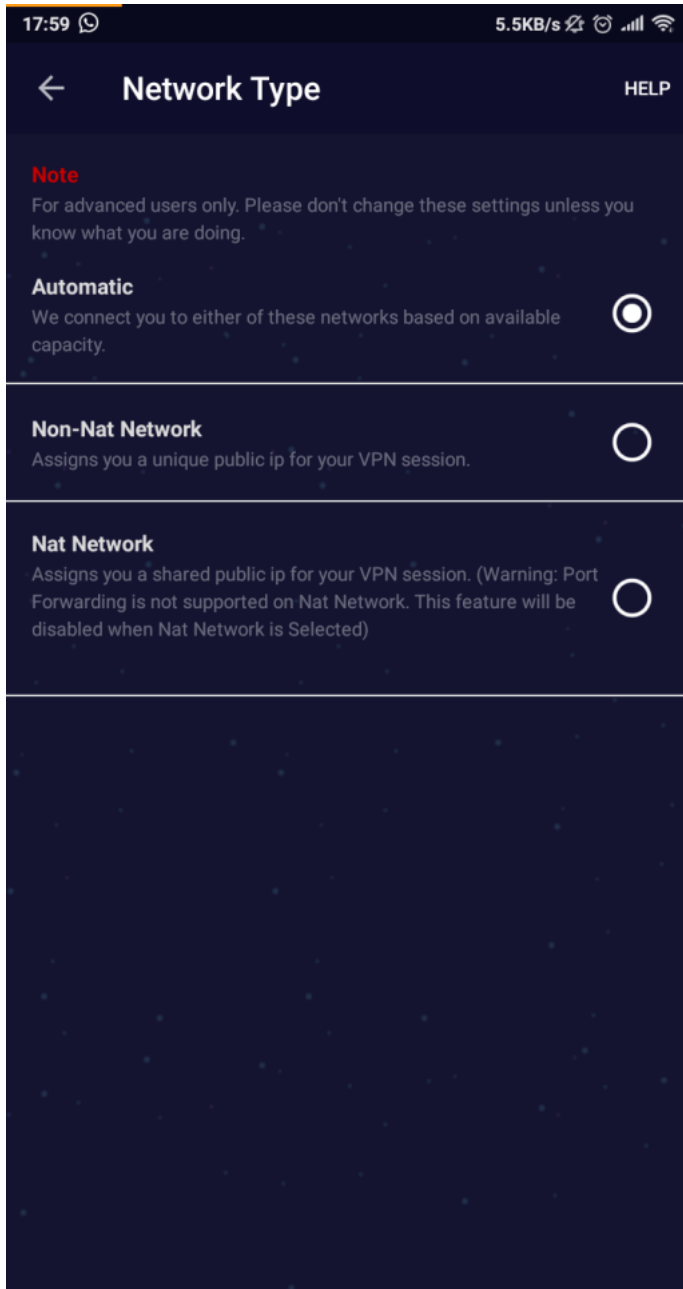 17:59 5.5KB/s
Network Type HELP
Note
For advanced users only. Please don't change these settings unless you
know what you are doing.
Automatic
We connect you to either of these networks based on available
capacity.
Non-Nat Network
Assigns you a unique public ip for your VPN session.
Nat Network
Assigns you a shared public ip for your VPN session. (Warning: Port
Forwarding is not supported on Nat Network. This feature will be
disabled when Nat Network is Selected)